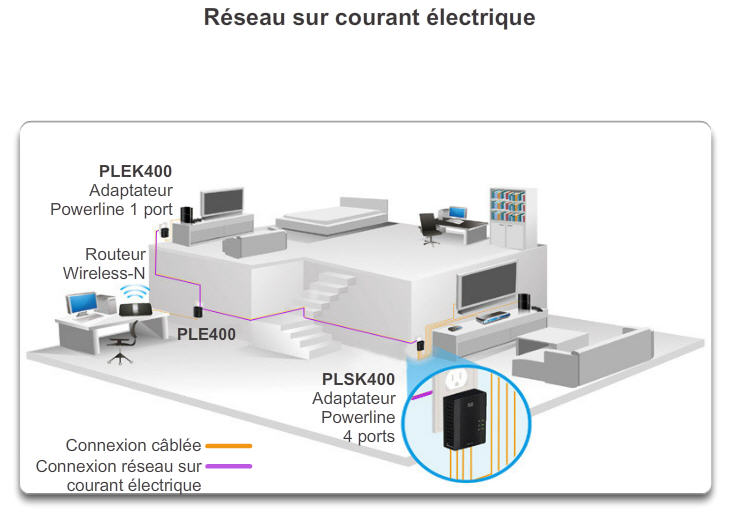 Réseau sur courant électrique
PLEK400
Adaptateur
Powerline 1 port
Routeur
Wireless-N
PLE400
PLSK400
Adaptateur
Powerline
4 ports
Connexion câblée
Connexion réseau sur
courant électrique